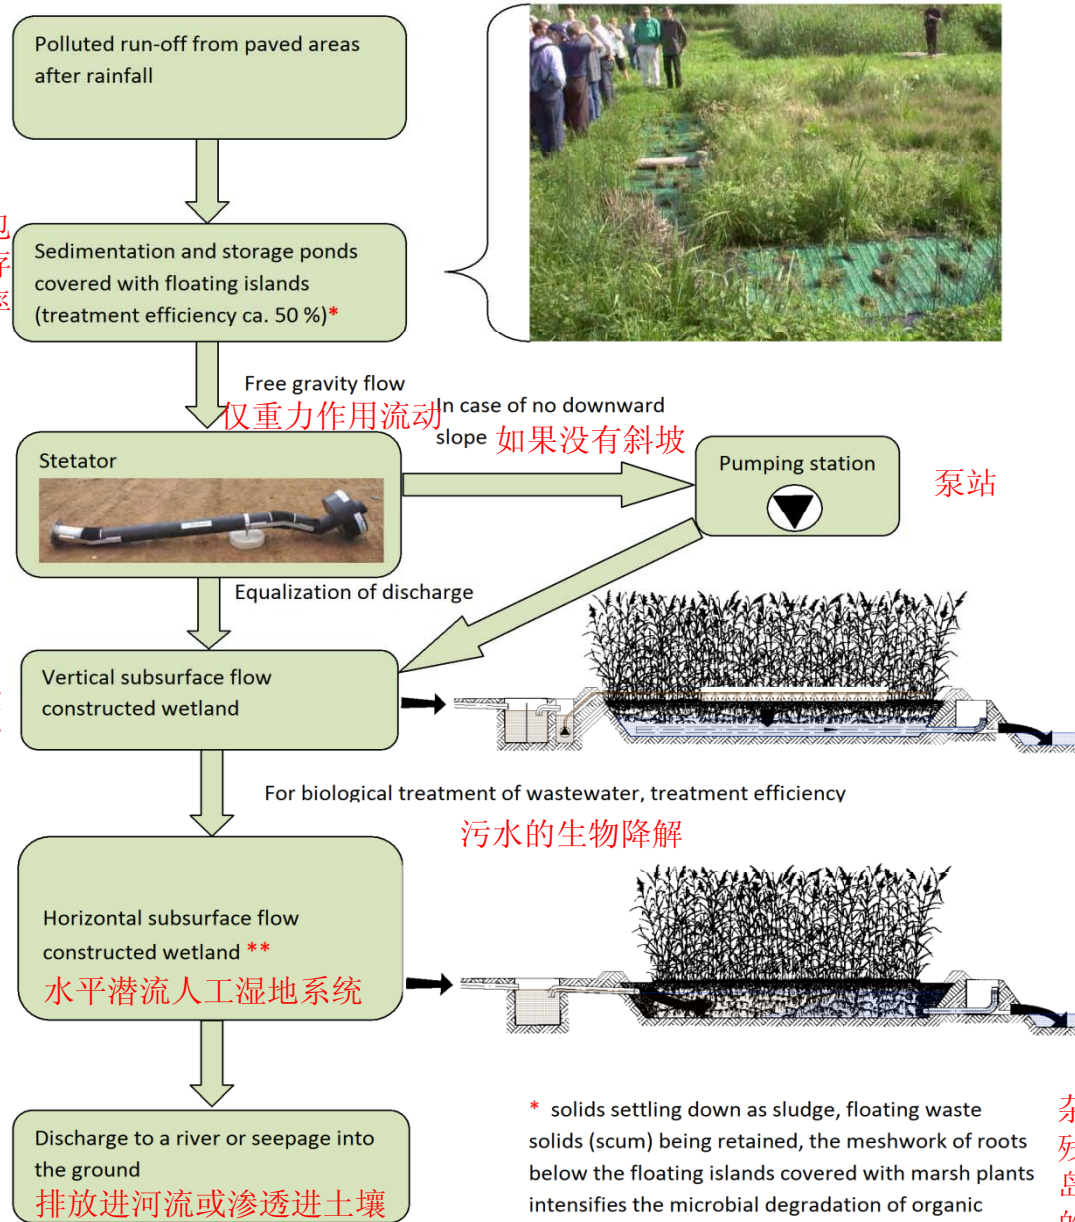 Polluted run-off from paved areas
after rainfall
Sedimentation and storage ponds
covered with floating islands
(treatment efficiency ca. 50 %)*
Free gravity flow
仅重力作用流动
In case of no downward
slope 如果没有斜坡
Stetator
Pumping station
泵站
Equalization of discharge
Vertical subsurface flow
constructed wetland
For biological treatment of wastewater, treatment efficiency
污水的生物降解
Horizontal subsurface flow
constructed wetland **
水平潜流人工湿地系统
Discharge to a river or seepage into
the ground
排放进河流或渗透进土壤
* solids settling down as sludge, floating waste
solids (scum) being retained, the meshwork of roots
below the floating islands covered with marsh plants
intensifies the microbial degradation of organic